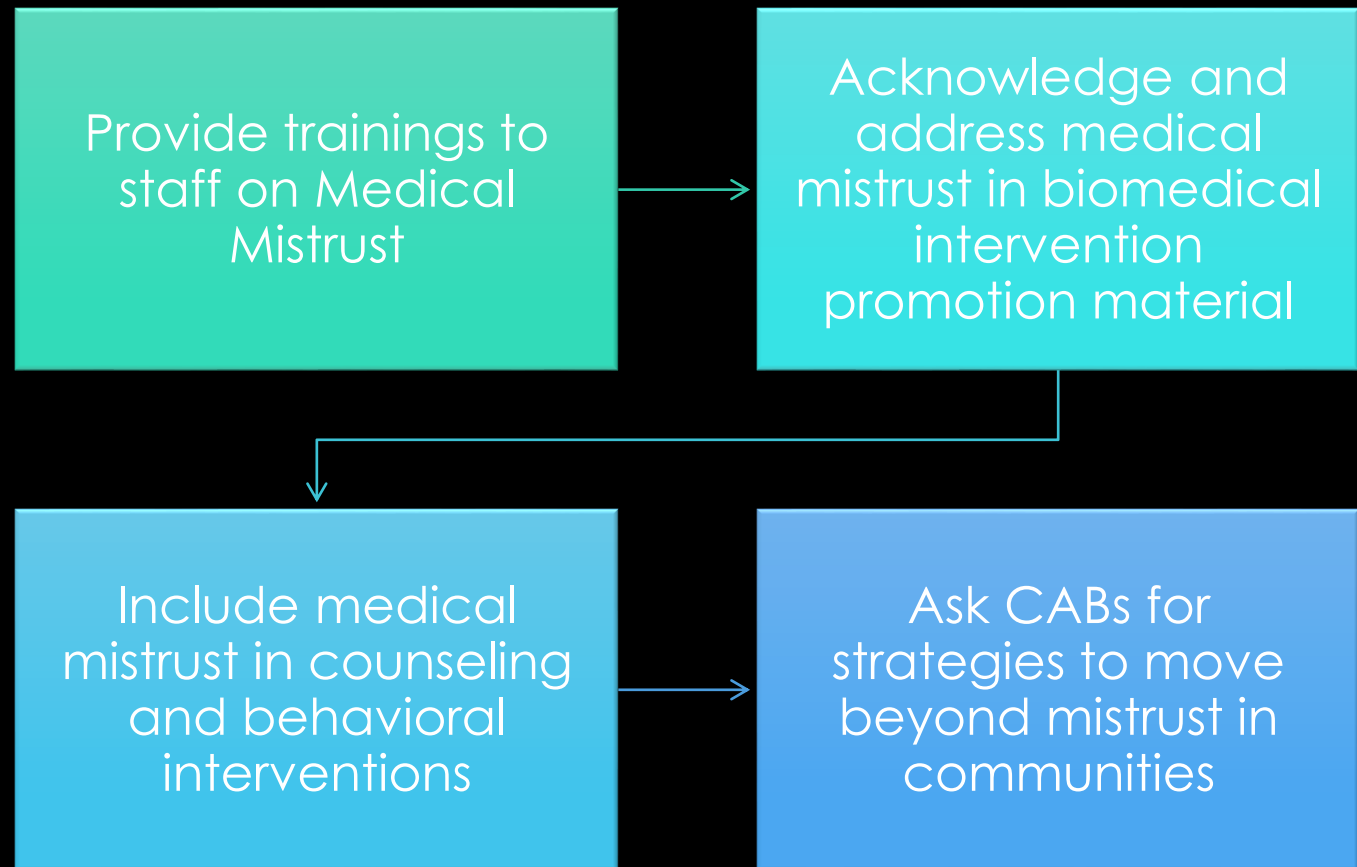 Provide trainings to
staff on Medical
Mistrust
Acknowledge and
address medical
mistrust in biomedical
intervention
promotion material
Include medical
mistrust in counseling
and behavioral
interventions
Ask CABs for
strategies to move
beyond mistrust in
communities